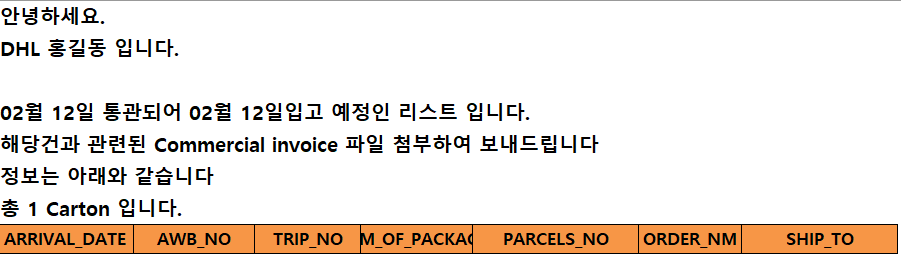 안녕하세요.
DHL 홍길동 입니다.
02월 12일 통관되어 02월 12일입고 예정인 리스트 입니다.
해당건과 관련된 Commercial invoice 파일 첨부하여 보내드립니다
정보는 아래와 같습니다
총 1 Carton 입니다.
ARRIVAL_DATE AWB_NO TRIP_NO M_OF_PACKAG PARCELS_NO ORDER_NM SHIP_TO